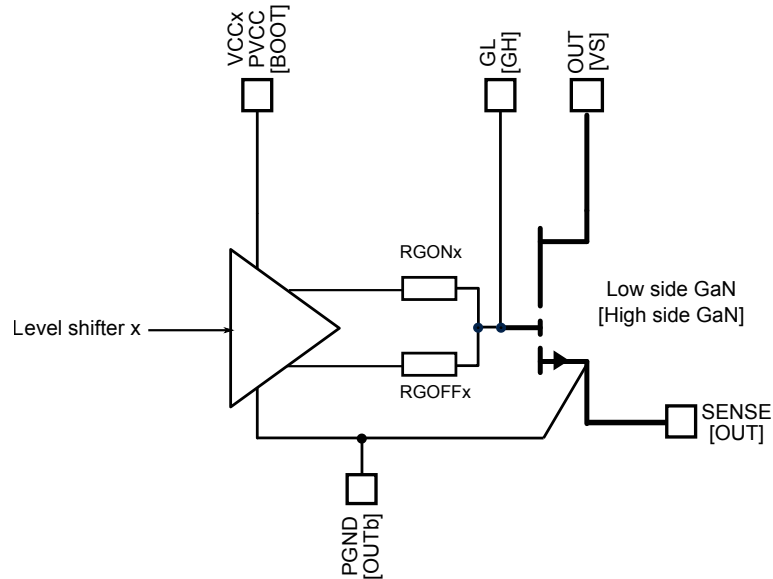 VCCx
PVCC
[BOOT]
GL
[GH]
OUT
[VS]
RGONx
Low side GaN
[High side GaN]
Level shifter x
RGOFFx
SENSE
[OUT]
PGND
[OUTb]